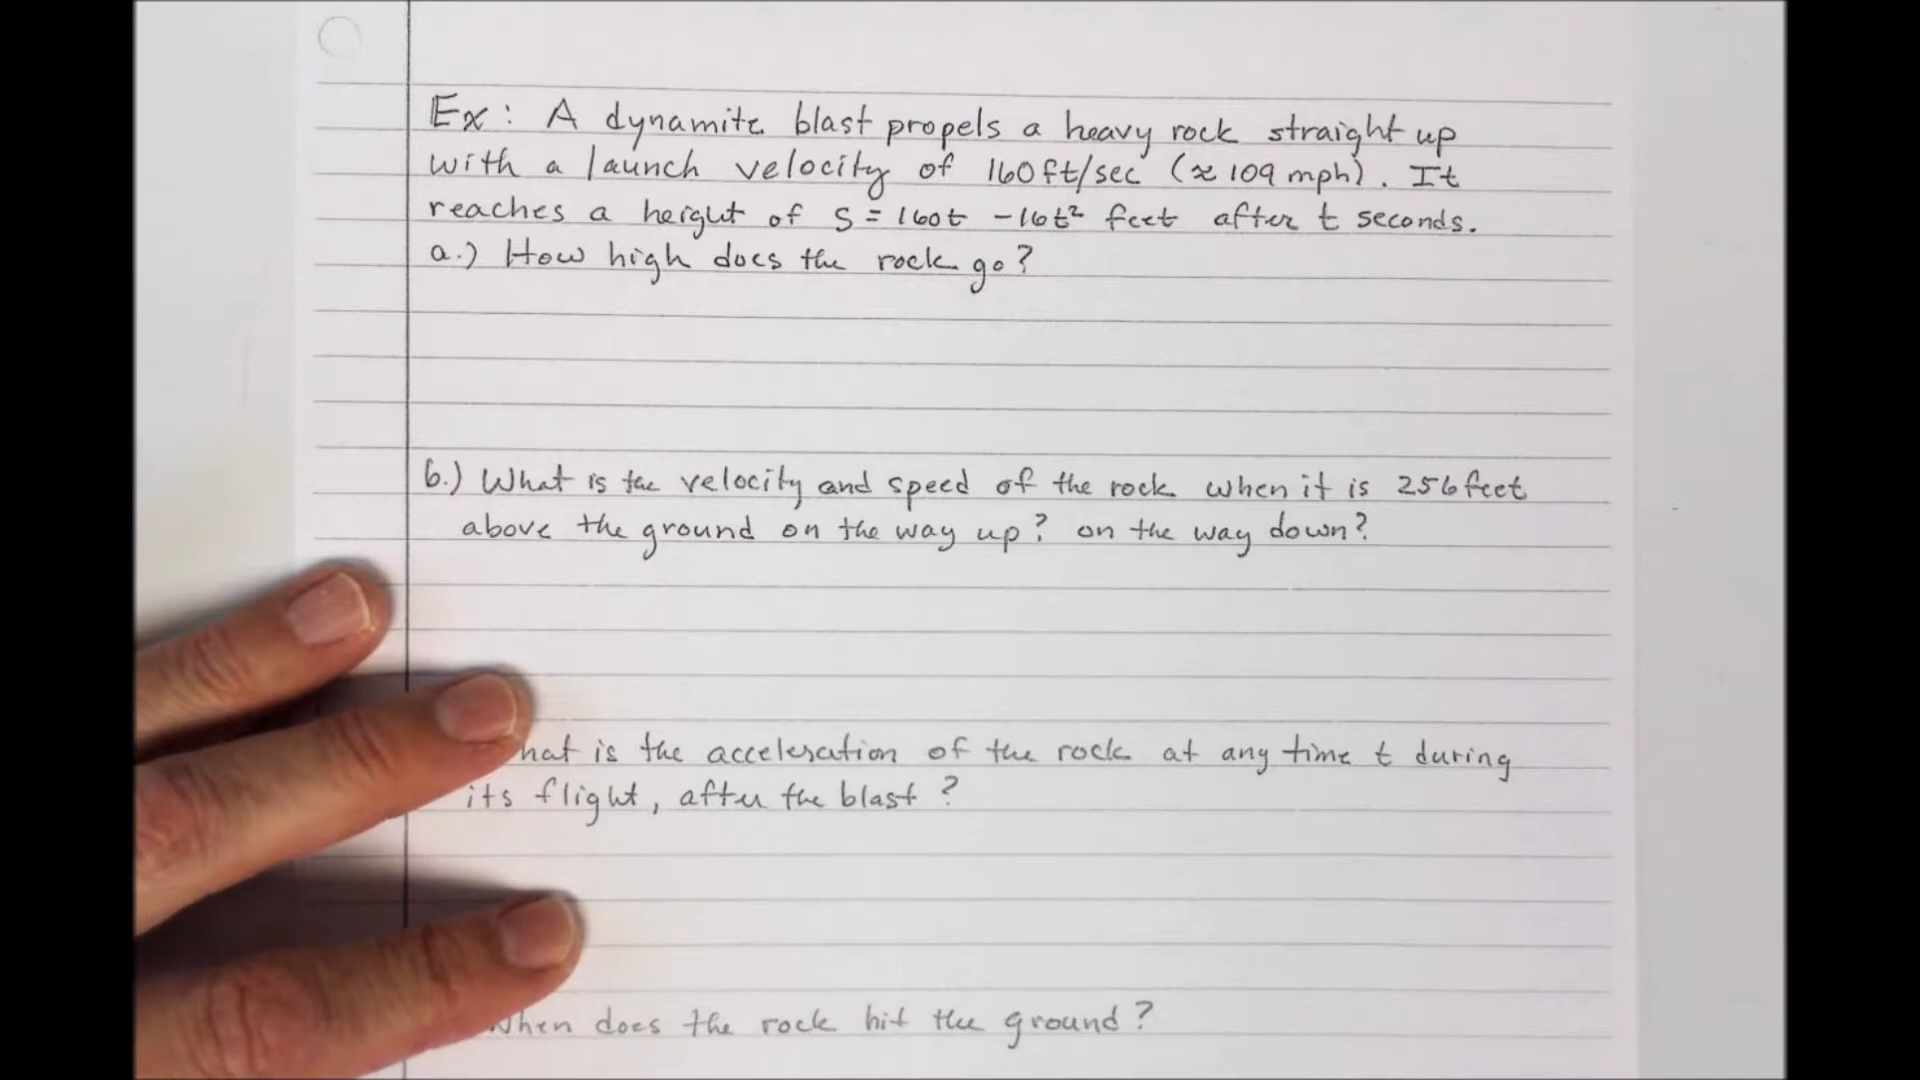 Ex: A dynamite blast propels a heavy rock straight up
with a launch velocity of 160 ft/sec (≈ 109 mph). It
reaches a height of S = 160t - 16t² feet after t seconds.
a.) How high does the rock go?
b.) What is the velocity and speed of the rock when it is 256 feet
above the ground on the way up? on the way down?
hat is the acceleration of the rock at any time t during
its flight, after the blast?
When does the rock hit the ground?